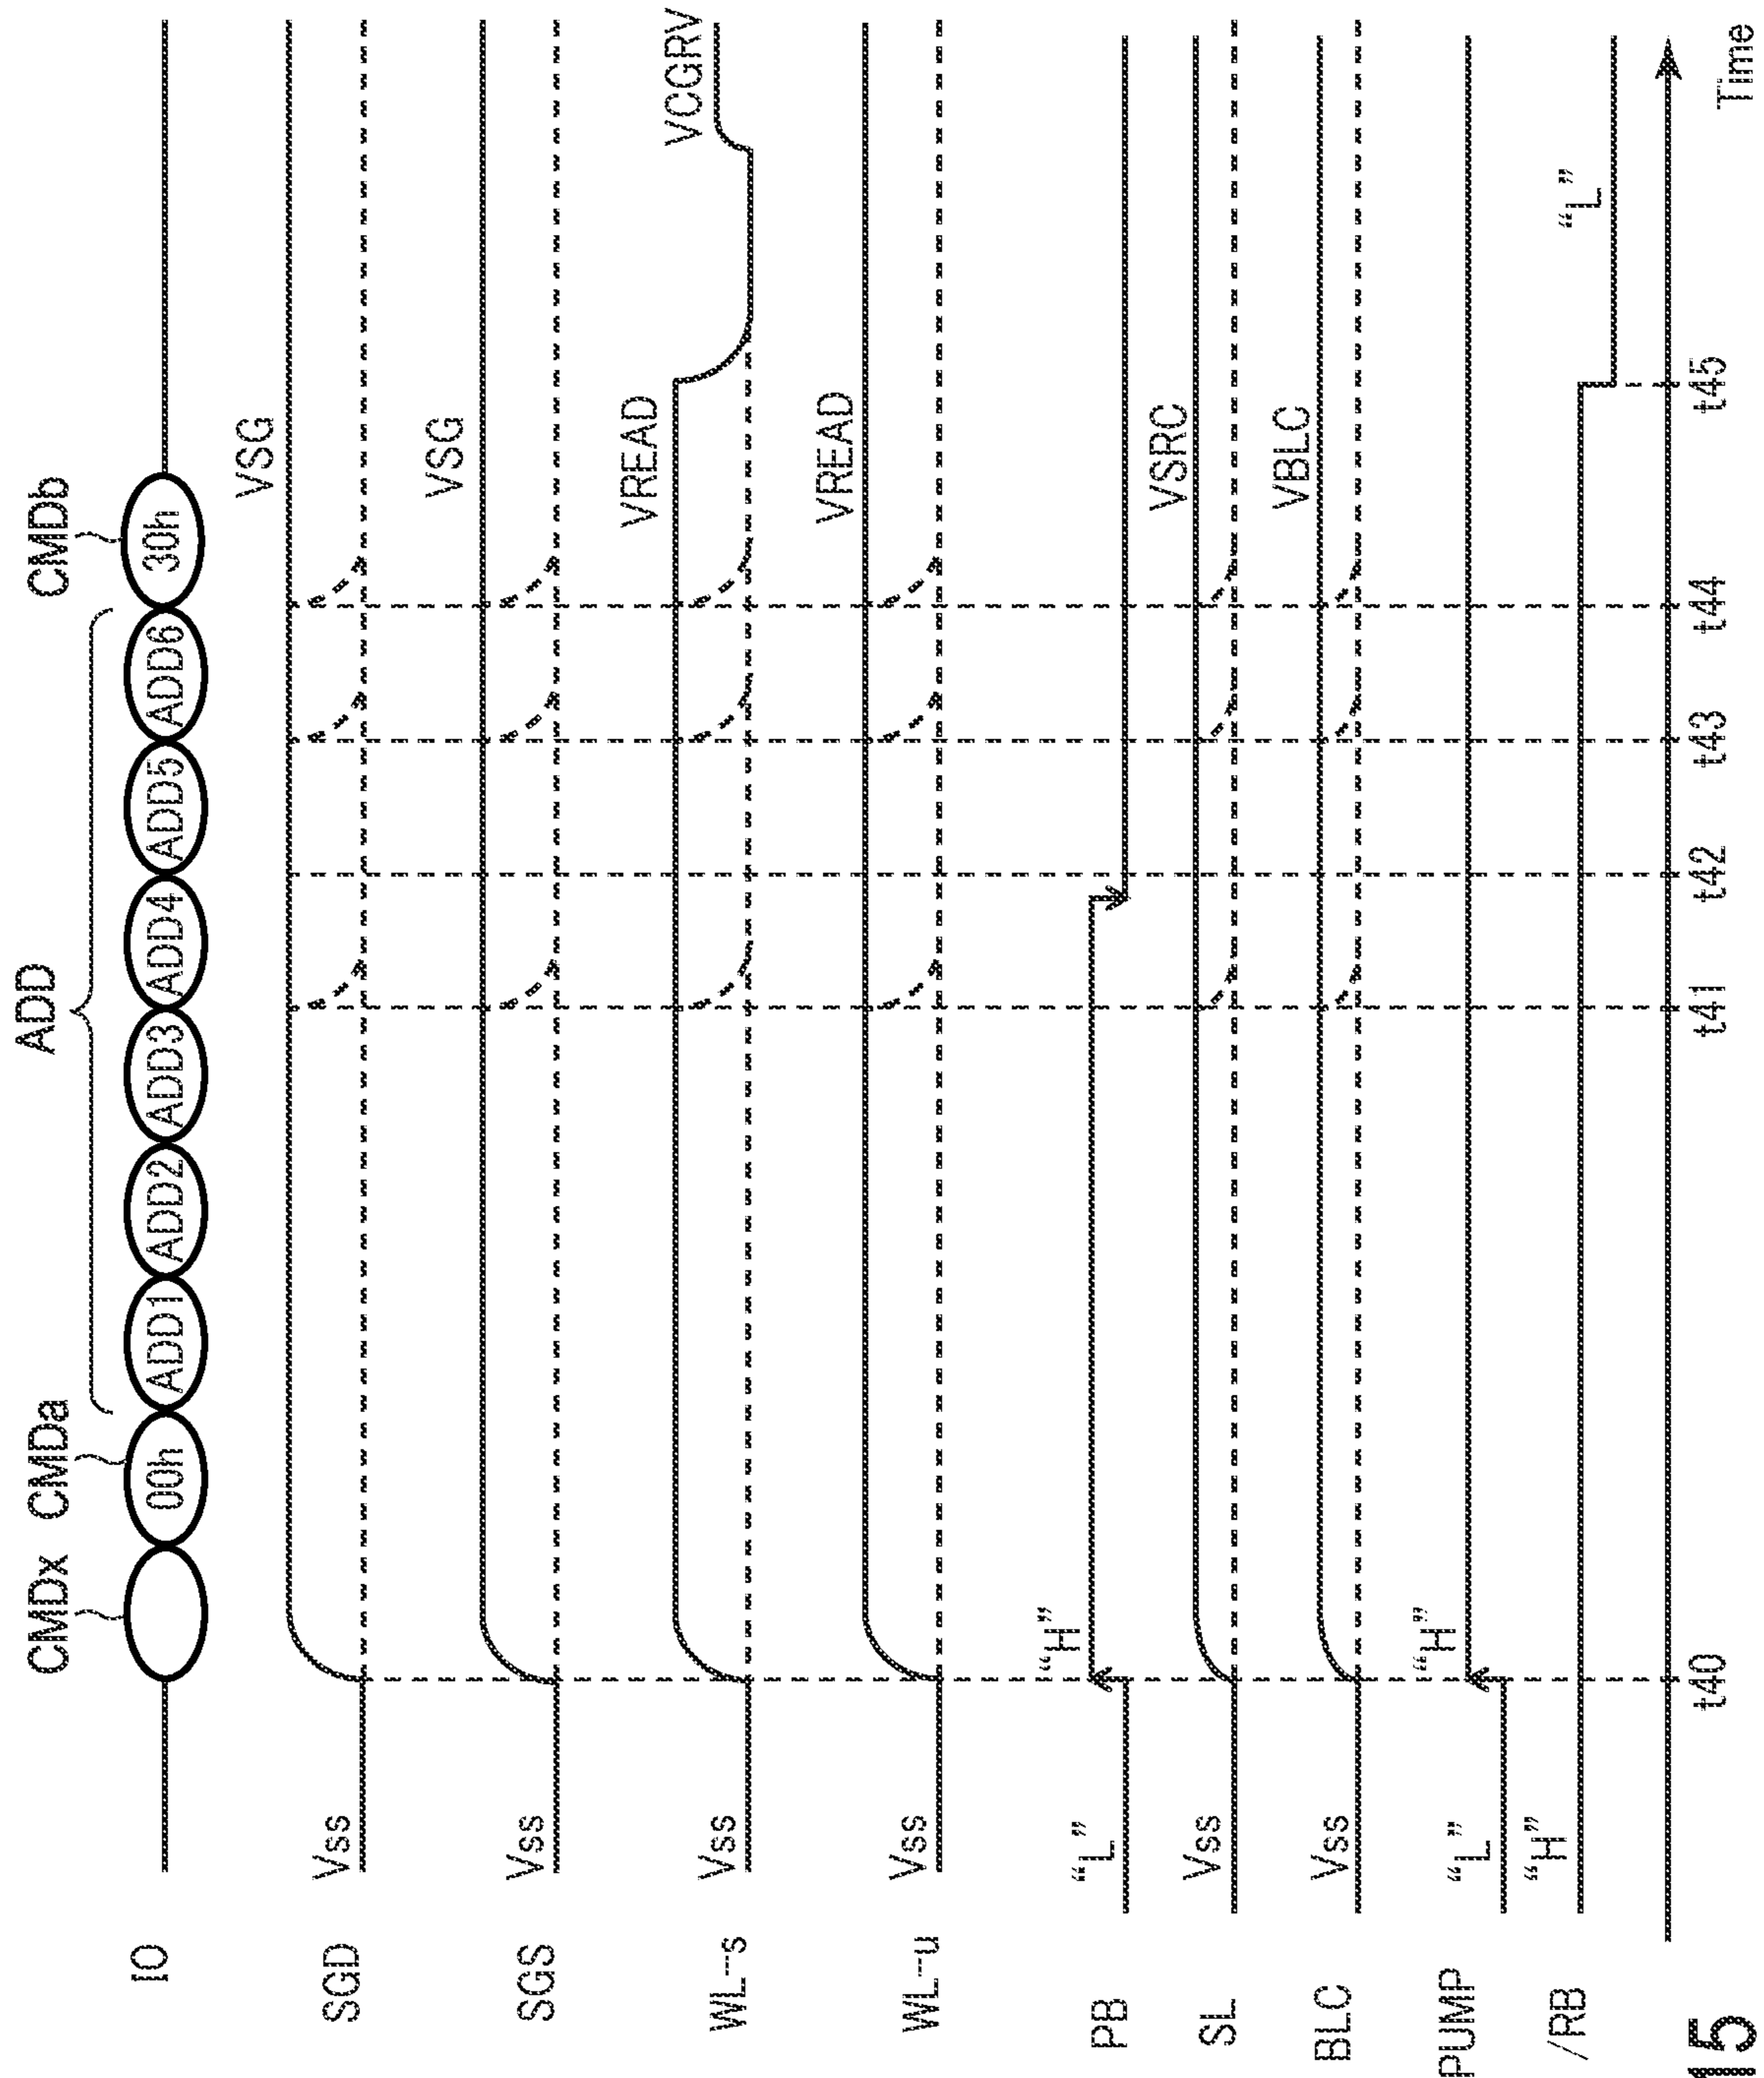 ADD
CMDx CMDa CMDb
IO 00h ADD1 ADD2 ADD3 ADD4 ADD5 ADD6 30h
SGD Vss VSG
SGS Vss VSG
WL-s Vss VREAD VCGRV
WL-u Vss VREAD
PB “L” “H”
SL Vss VSRC
BLC Vss VBLC
PUMP “L” “H”
/RB “H” “L”
t40 t41 t42 t43 t44 t45 Time
15